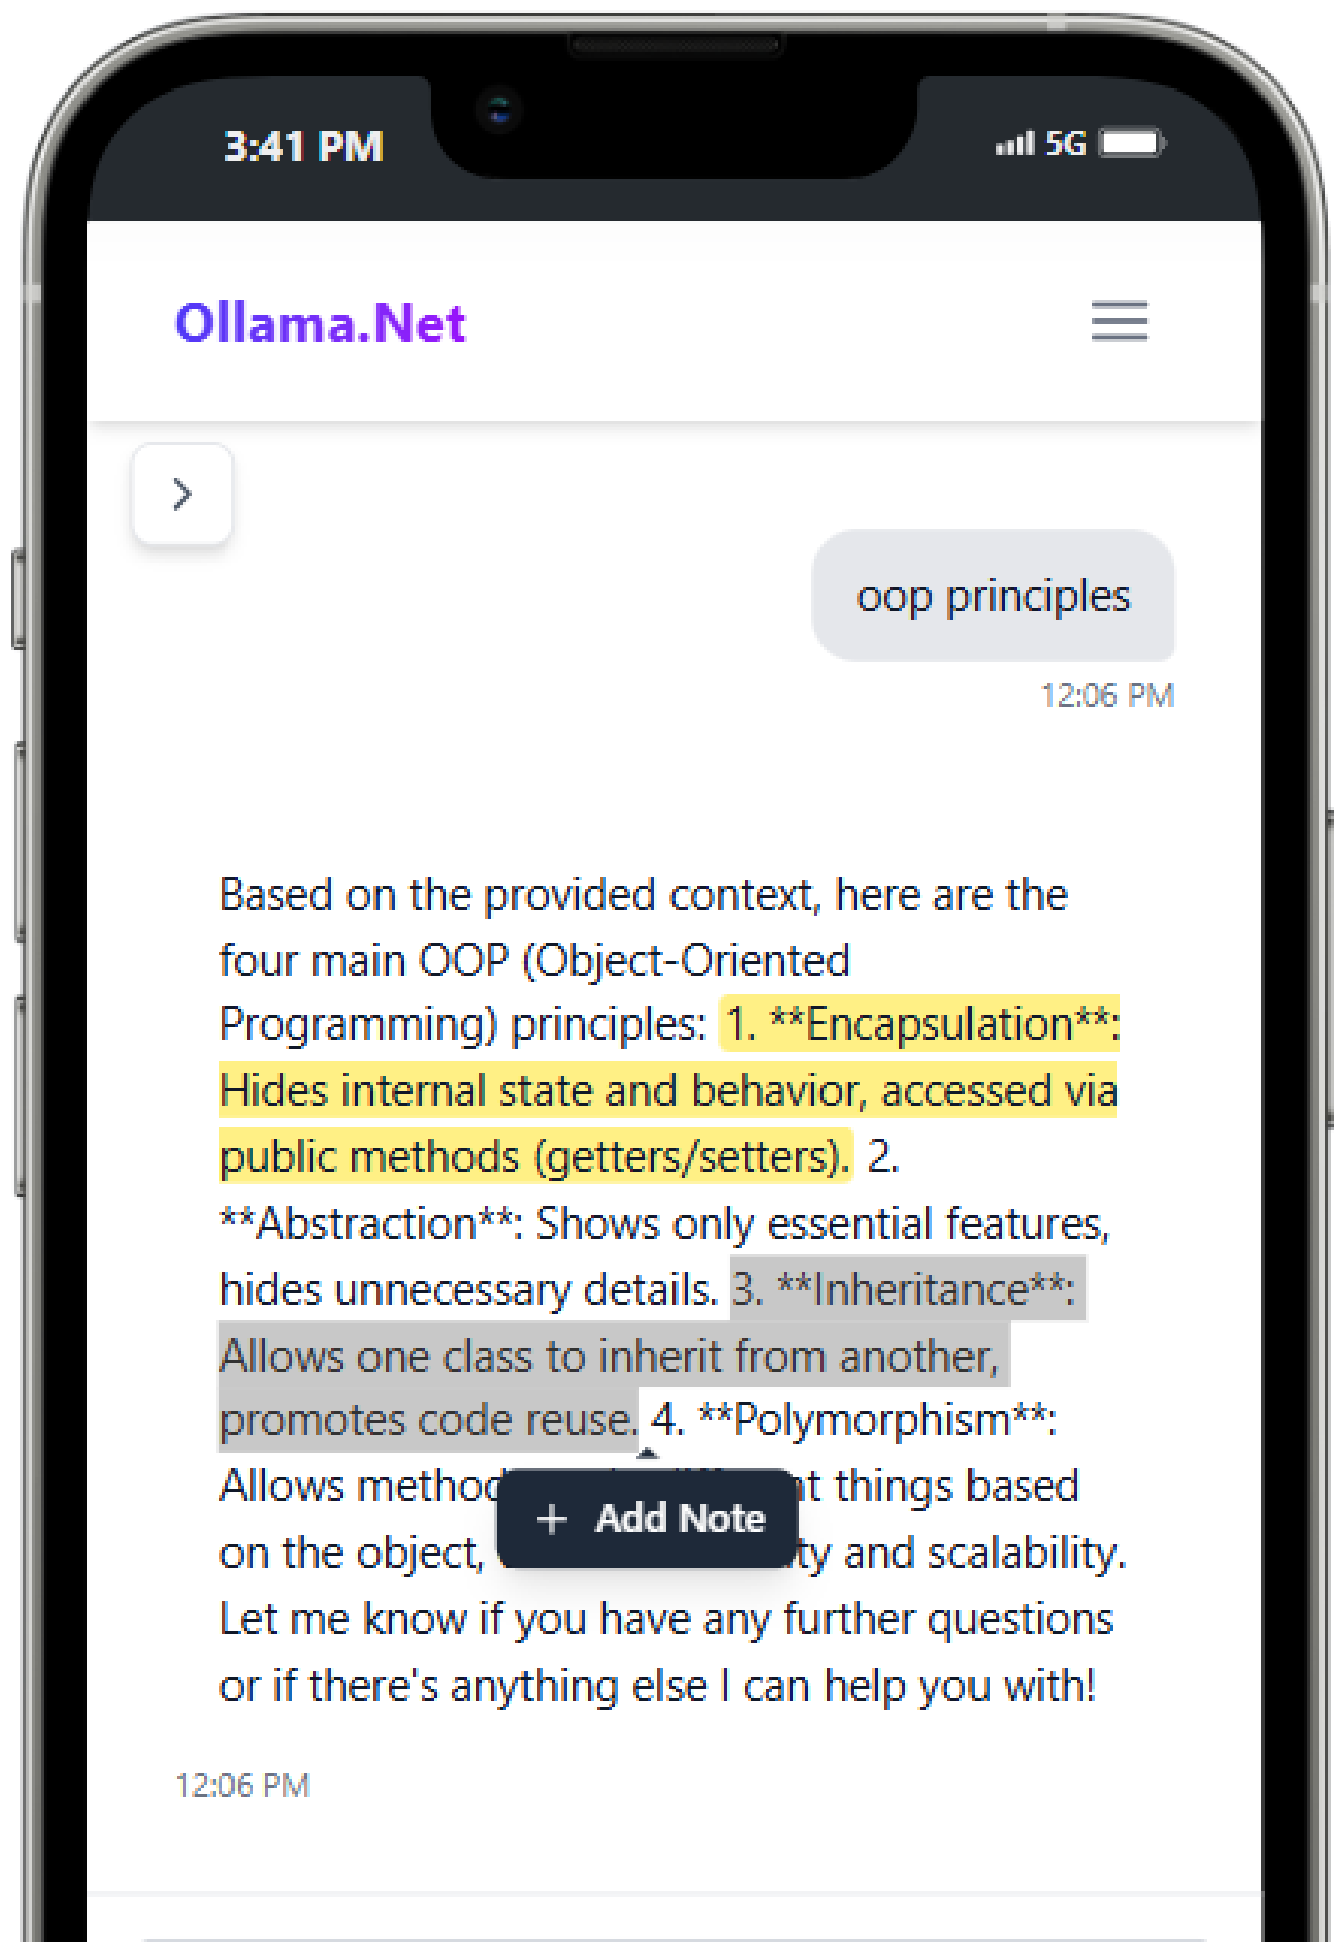 3:41 PM
5G
Ollama.Net
oop principles
12:06 PM
Based on the provided context, here are the
four main OOP (Object-Oriented
Programming) principles: 1. **Encapsulation**:
Hides internal state and behavior, accessed via
public methods (getters/setters). 2.
**Abstraction**: Shows only essential features,
hides unnecessary details. 3. **Inheritance**:
Allows one class to inherit from another,
promotes code reuse. 4. **Polymorphism**:
Allows things based
+ Add Note
on the object, and scalability.
Let me know if you have any further questions
or if there's anything else I can help you with!
12:06 PM